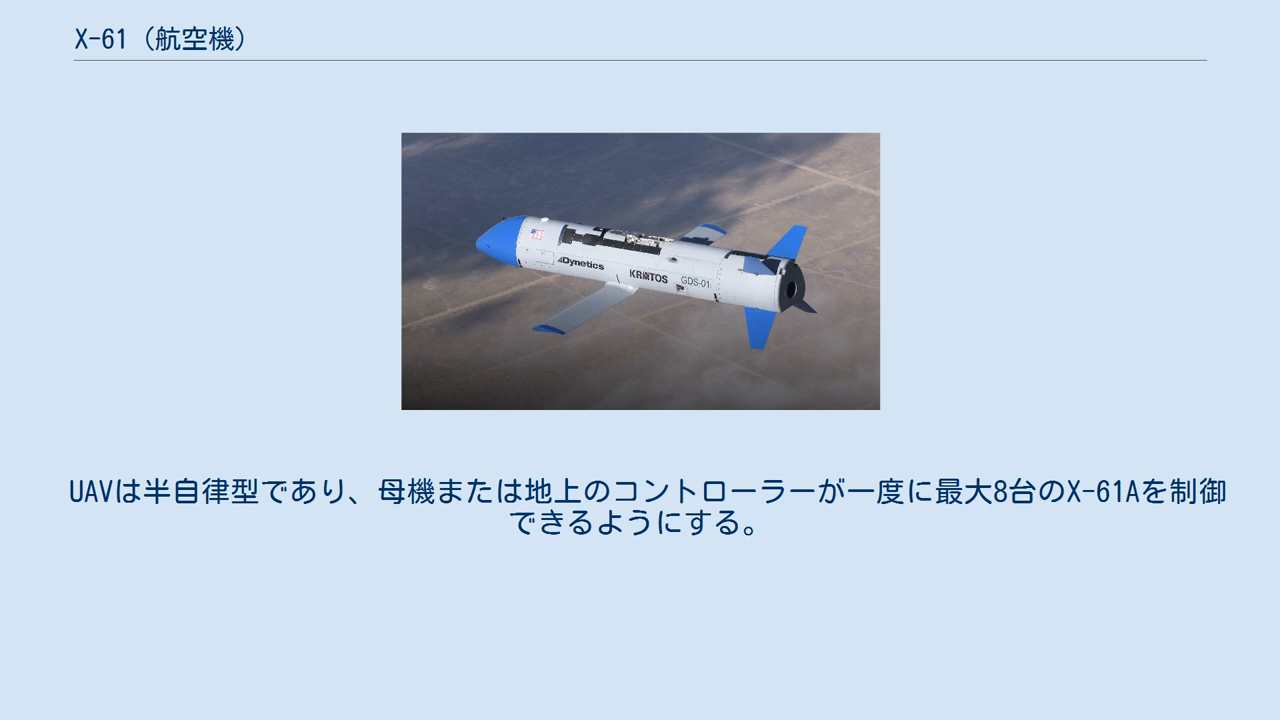 X-61（航空機）
Dynetics
KRATOS
GDS-01
UAVは半自律型であり、母機または地上のコントローラーが一度に最大8台のX-61Aを制御
できるようにする。